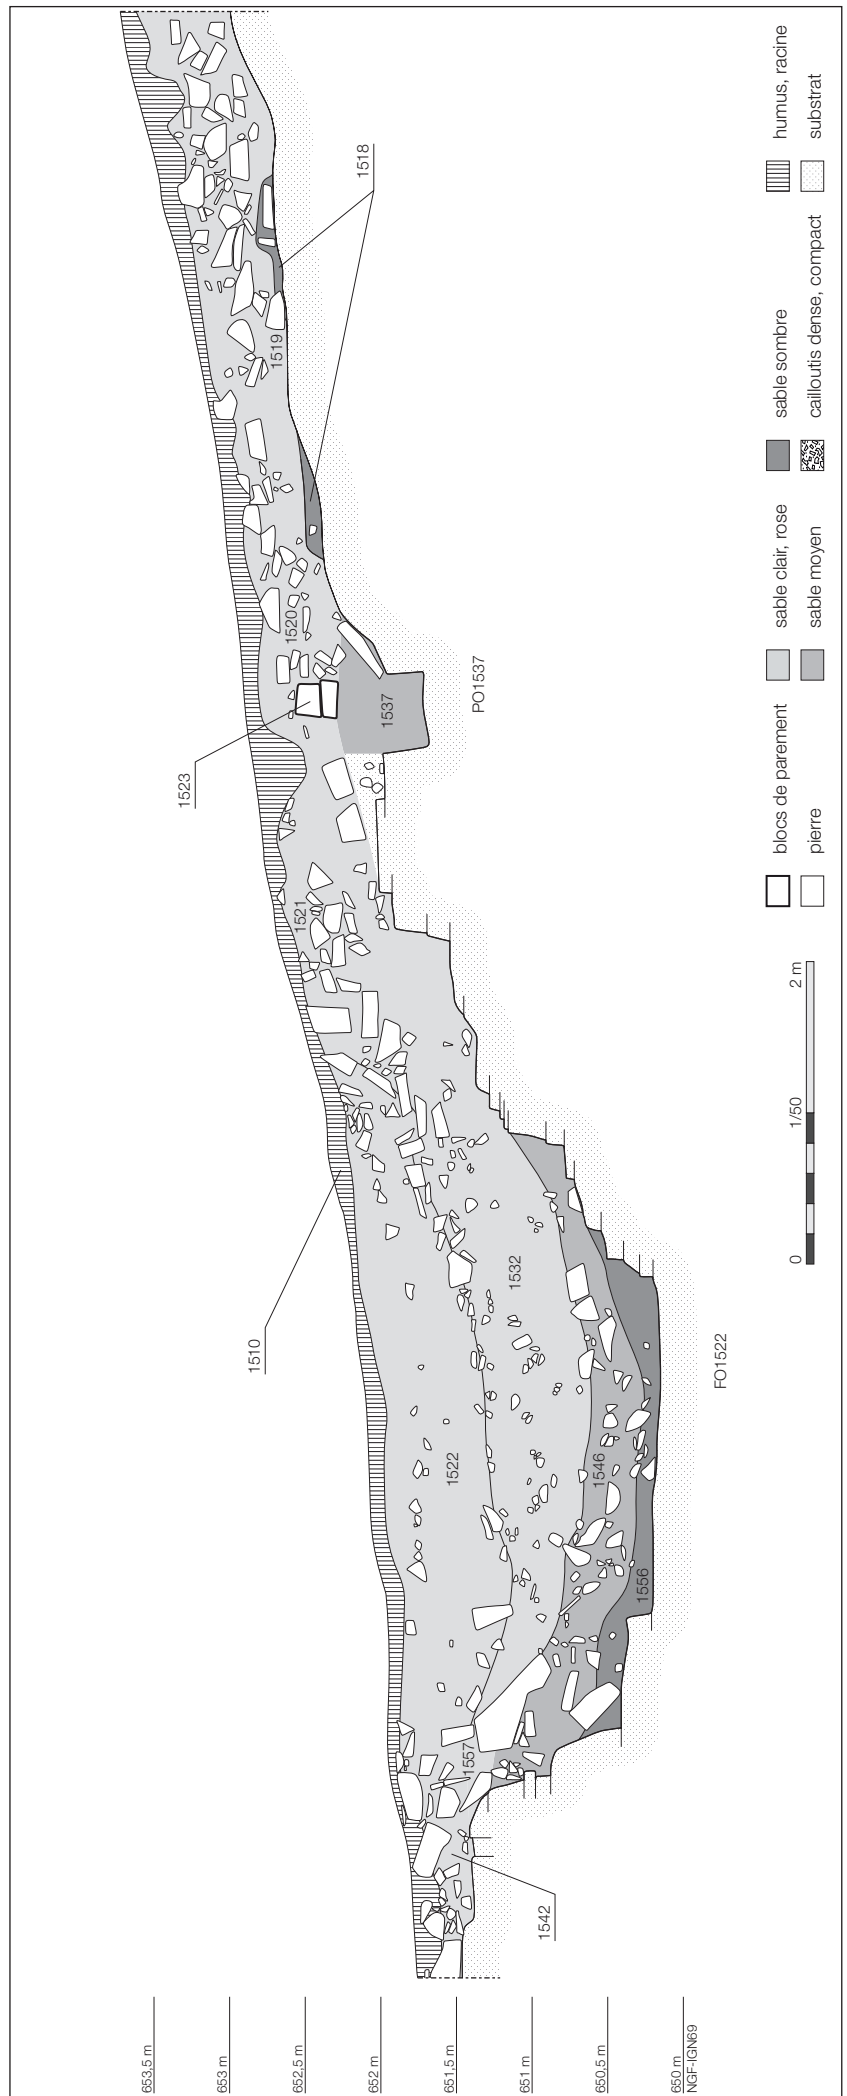 653,5 m
653 m
652,5 m
652 m
651,5 m
651 m
650,5 m
650 m
NGF-IGN69
1542
1557
1556
1546
1522
1532
FO1522
1510
1521
1523
1537
PO1537
1520
1519
1518
0
1/50
2 m
blocs de parement
pierre
sable clair, rose
sable moyen
sable sombre
cailloutis dense, compact
humus, racine
substrat